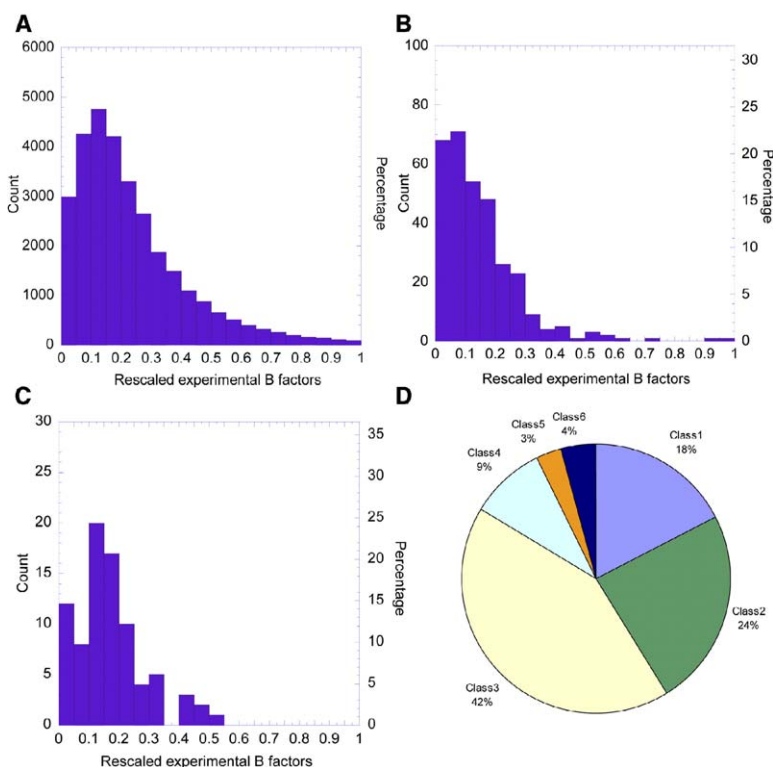 A
6000
5000
4000
3000
2000
1000
0
Count
Percentage
0 0.1 0.2 0.3 0.4 0.5 0.6 0.7 0.8 0.9 1
Rescaled experimental B factors
B
100
80
60
40
20
0
Count
30
25
20
15
10
5
0
Percentage
0 0.1 0.2 0.3 0.4 0.5 0.6 0.7 0.8 0.9 1
Rescaled experimental B factors
C
30
25
20
15
10
5
0
Count
35
30
25
20
15
10
5
0
Percentage
0 0.1 0.2 0.3 0.4 0.5 0.6 0.7 0.8 0.9 1
Rescaled experimental B factors
D
Class1
18%
Class2
24%
Class3
42%
Class4
9%
Class5
3%
Class6
4%